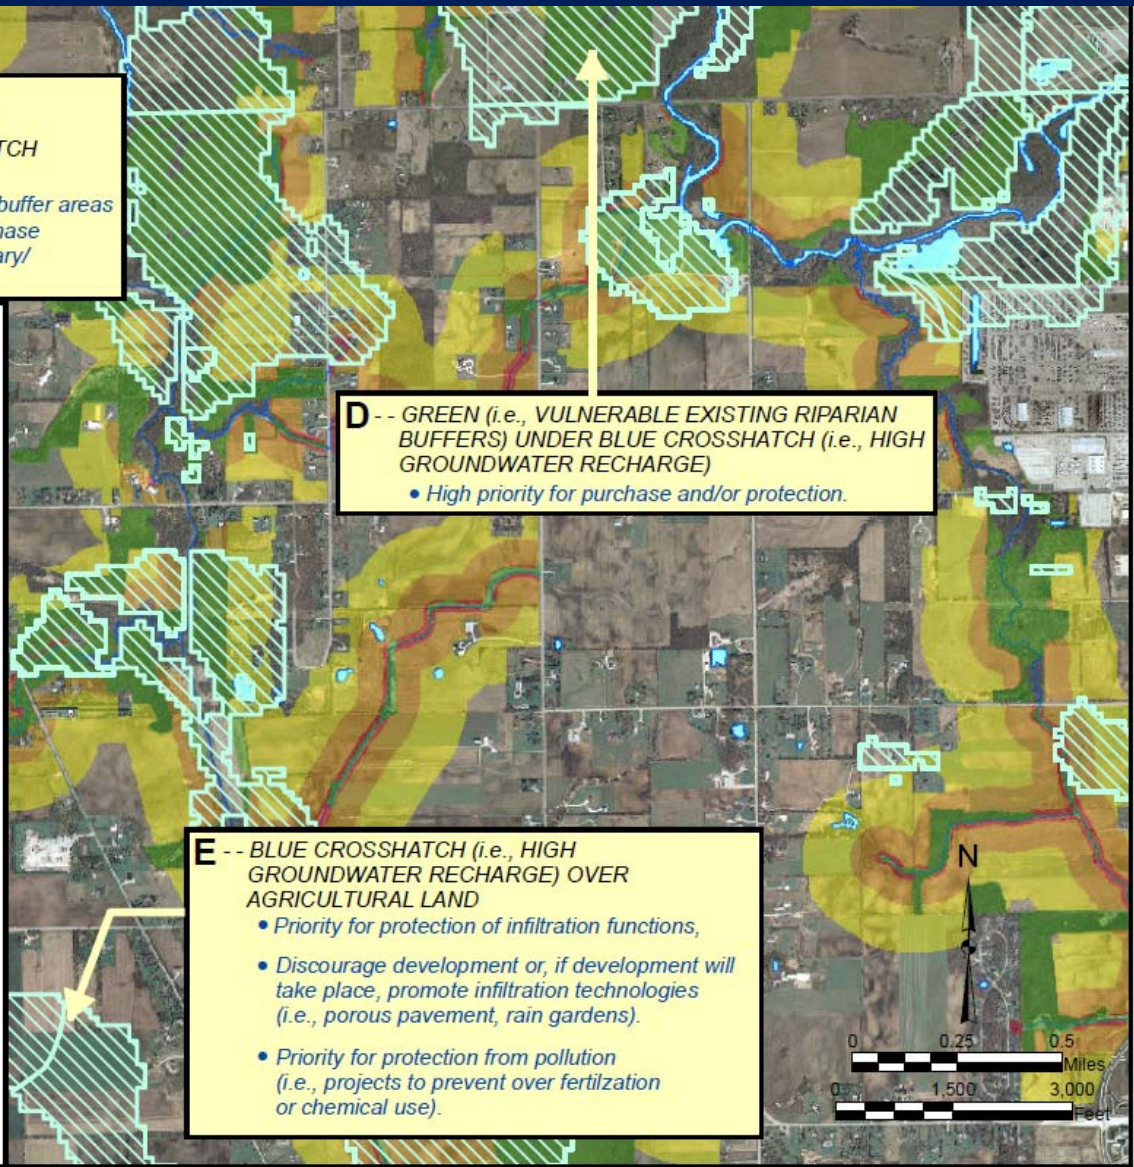 TCH
buffer areas
hase
ary/
D - - GREEN (i.e., VULNERABLE EXISTING RIPARIAN
BUFFERS) UNDER BLUE CROSSHATCH (i.e., HIGH
GROUNDWATER RECHARGE)
• High priority for purchase and/or protection.
E - - BLUE CROSSHATCH (i.e., HIGH
GROUNDWATER RECHARGE) OVER
AGRICULTURAL LAND
• Priority for protection of infiltration functions,
• Discourage development or, if development will
take place, promote infiltration technologies
(i.e., porous pavement, rain gardens).
• Priority for protection from pollution
(i.e., projects to prevent over fertilzation
or chemical use).
N
0 0.25 0.5
Miles
0 1,500 3,000
Feet